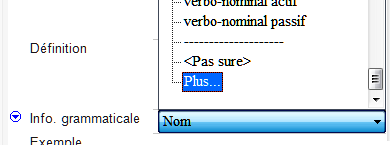 verbo-nominal actif
verbo-nominal passif
--------------------
Définition
<Pas sure>
Plus...
Info. grammaticale
Nom
Exemple